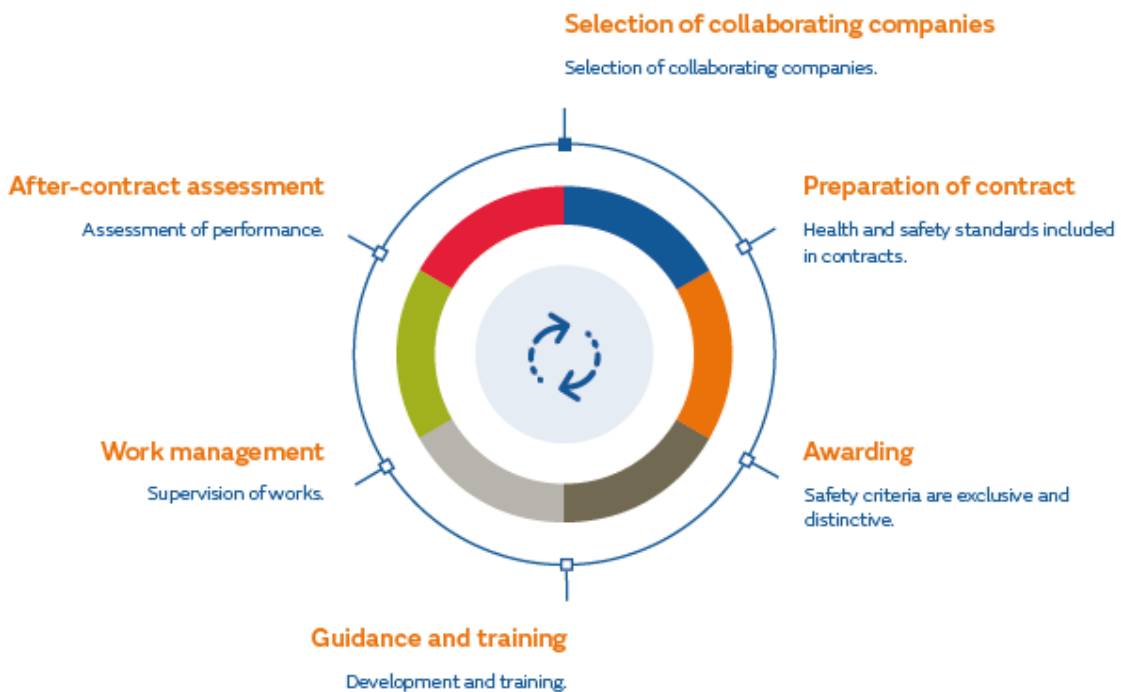 Selection of collaborating companies
Selection of collaborating companies.
Preparation of contract
Health and safety standards included
in contracts.
Awarding
Safety criteria are exclusive and
distinctive.
Guidance and training
Development and training.
Work management
Supervision of works.
After-contract assessment
Assessment of performance.